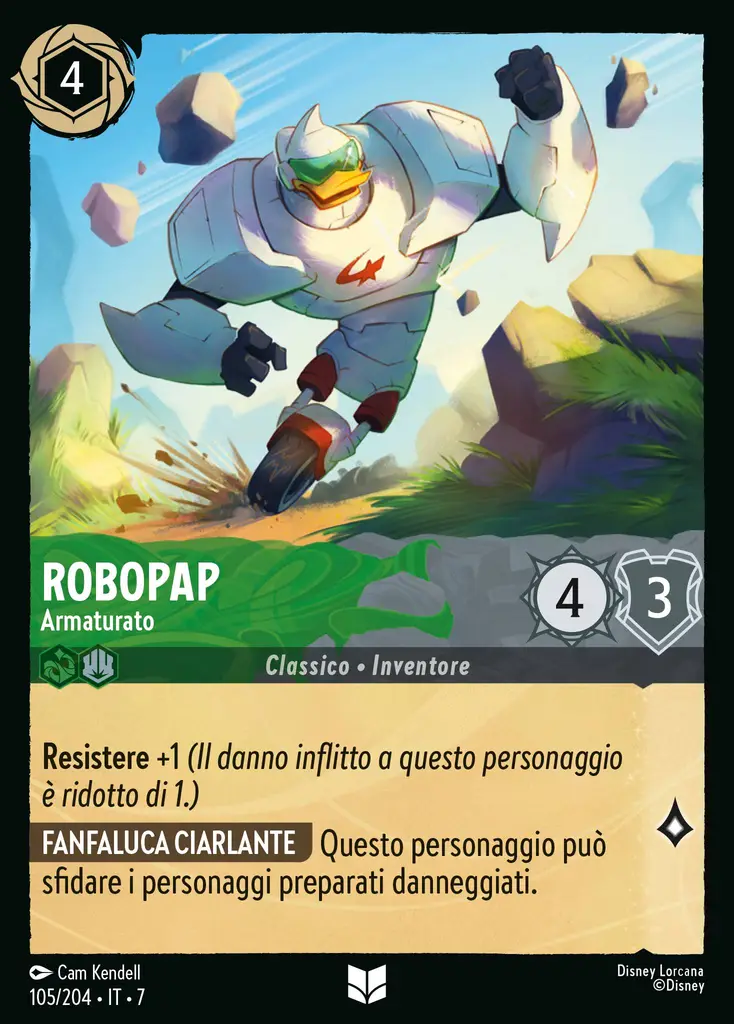 4
ROBOPAP
Armaturato
4
3
Classico • Inventore
Resistere +1 (Il danno inflitto a questo personaggio
è ridotto di 1.)
FANFALUCA CIARLANTE Questo personaggio può
sfidare i personaggi preparati danneggiati.
Cam Kendell
105/204 • IT • 7
Disney Lorcana
©Disney